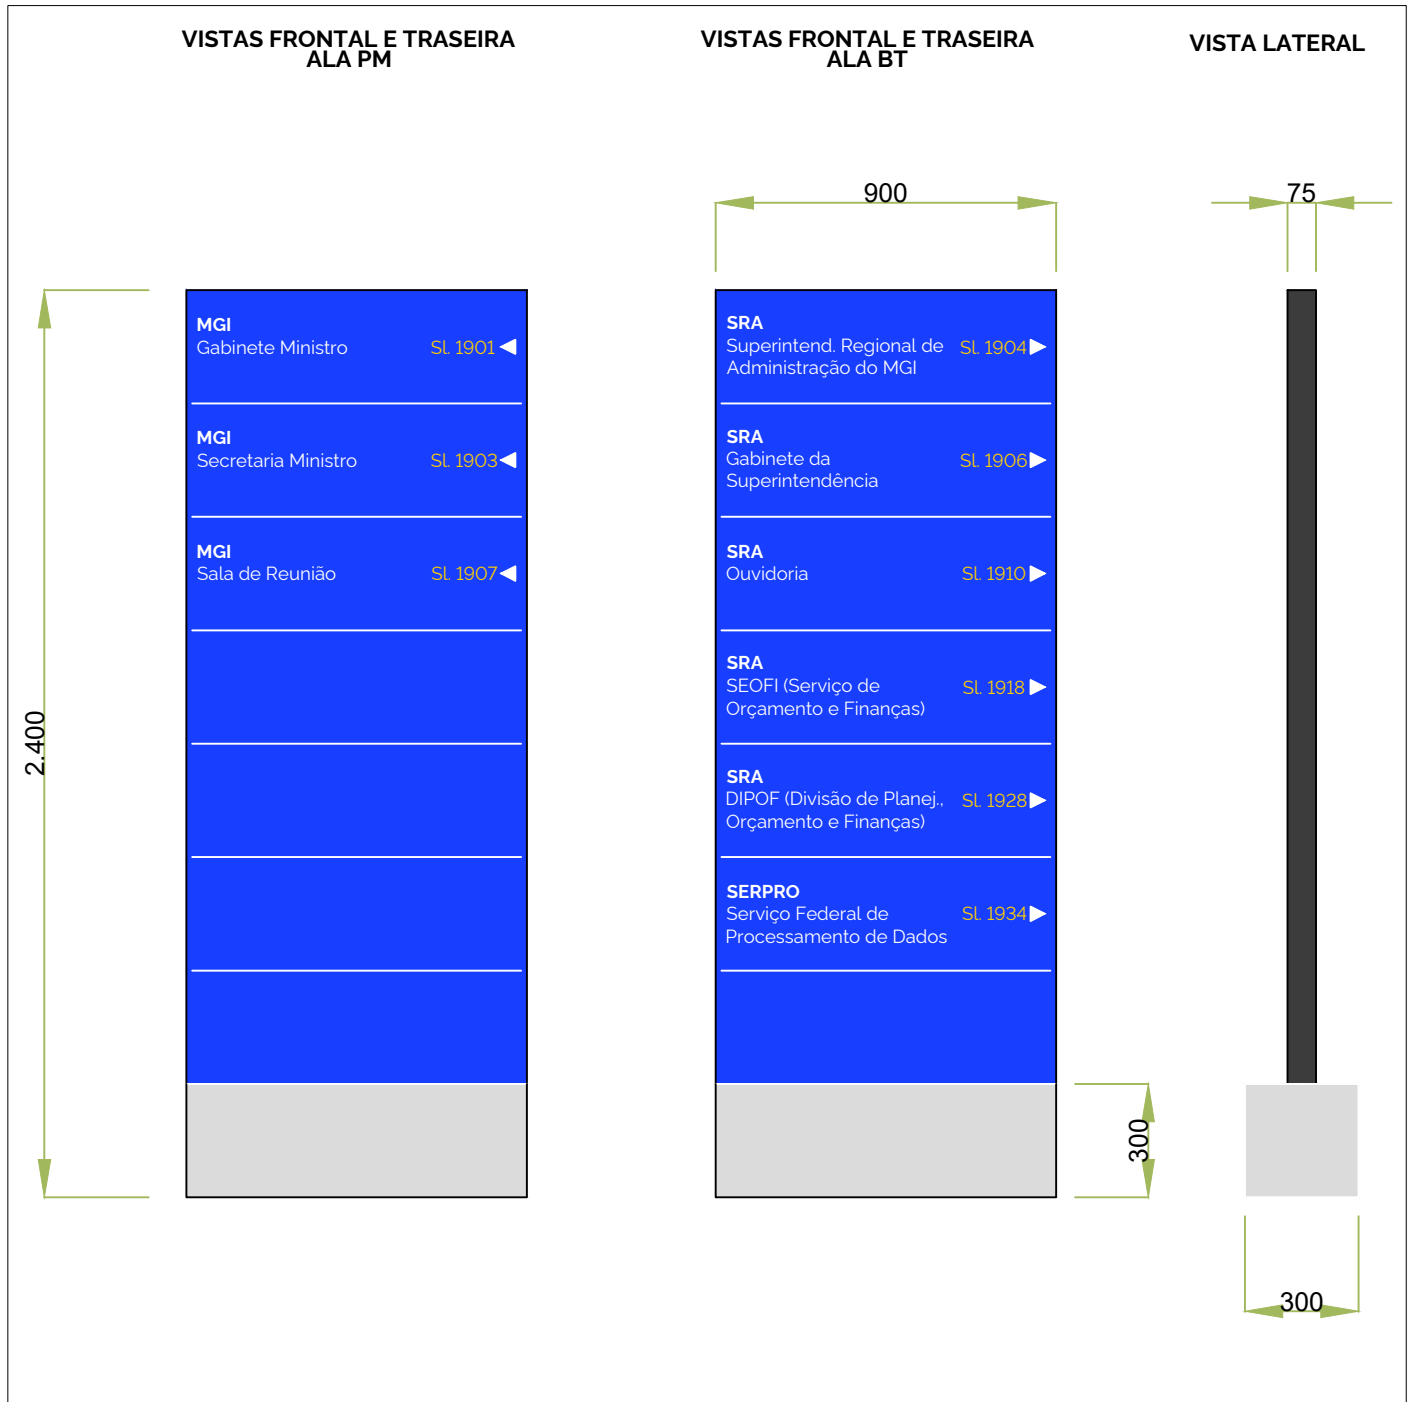 VISTAS FRONTAL E TRASEIRA
ALA PM
VISTAS FRONTAL E TRASEIRA
ALA BT
VISTA LATERAL
900
75
2.400
MGI
Gabinete Ministro Sl. 1901
MGI
Secretaria Ministro Sl. 1903
MGI
Sala de Reunião Sl. 1907
SRA
Superintend. Regional de Sl. 1904
Administração do MGI
SRA
Gabinete da Sl. 1906
Superintendência
SRA
Ouvidoria Sl. 1910
SRA
SEOFI (Serviço de Sl. 1918
Orçamento e Finanças)
SRA
DIPOF (Divisão de Planej., Sl. 1928
Orçamento e Finanças)
SERPRO
Serviço Federal de Sl. 1934
Processamento de Dados
300
300